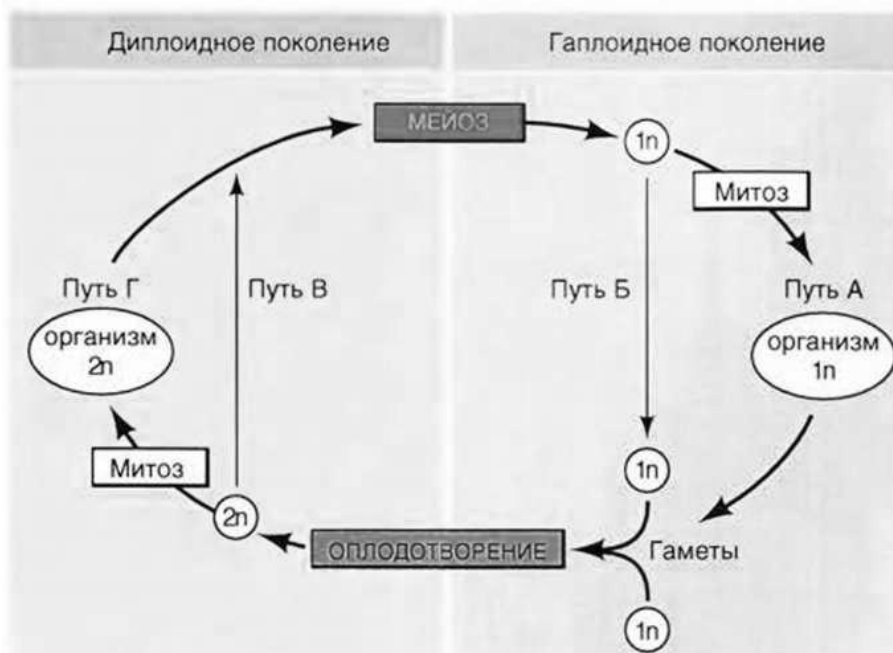 Диплоидное поколение
Гаплоидное поколение
МЕЙОЗ
1n
Митоз
Путь Г
Путь В
Путь Б
Путь А
организм
2n
организм
1n
Митоз
2n
1n
ОПЛОДОТВОРЕНИЕ
Гаметы
1n